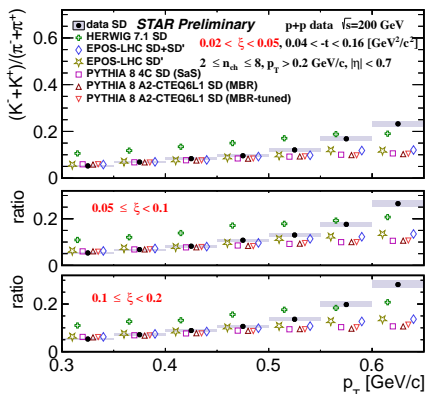 (K⁻+K⁺)/(π⁻+π⁺)
0.6
0.4
0.2
0
data SD STAR Preliminary p+p data √s=200 GeV
HERWIG 7.1 SD
EPOS-LHC SD+SD'
EPOS-LHC SD'
PYTHIA 8 4C SD (SaS)
PYTHIA 8 A2-CTEQ6L1 SD (MBR)
PYTHIA 8 A2-CTEQ6L1 SD (MBR-tuned)
0.02 < ξ < 0.05, 0.04 < -t < 0.16 [GeV²/c²]
2 ≤ n_ch ≤ 8, p_T > 0.2 GeV/c, |η| < 0.7
ratio
0.2
0
0.05 ≤ ξ < 0.1
ratio
0.2
0
0.1 ≤ ξ < 0.2
0.3 0.4 0.5 0.6
p_T [GeV/c]